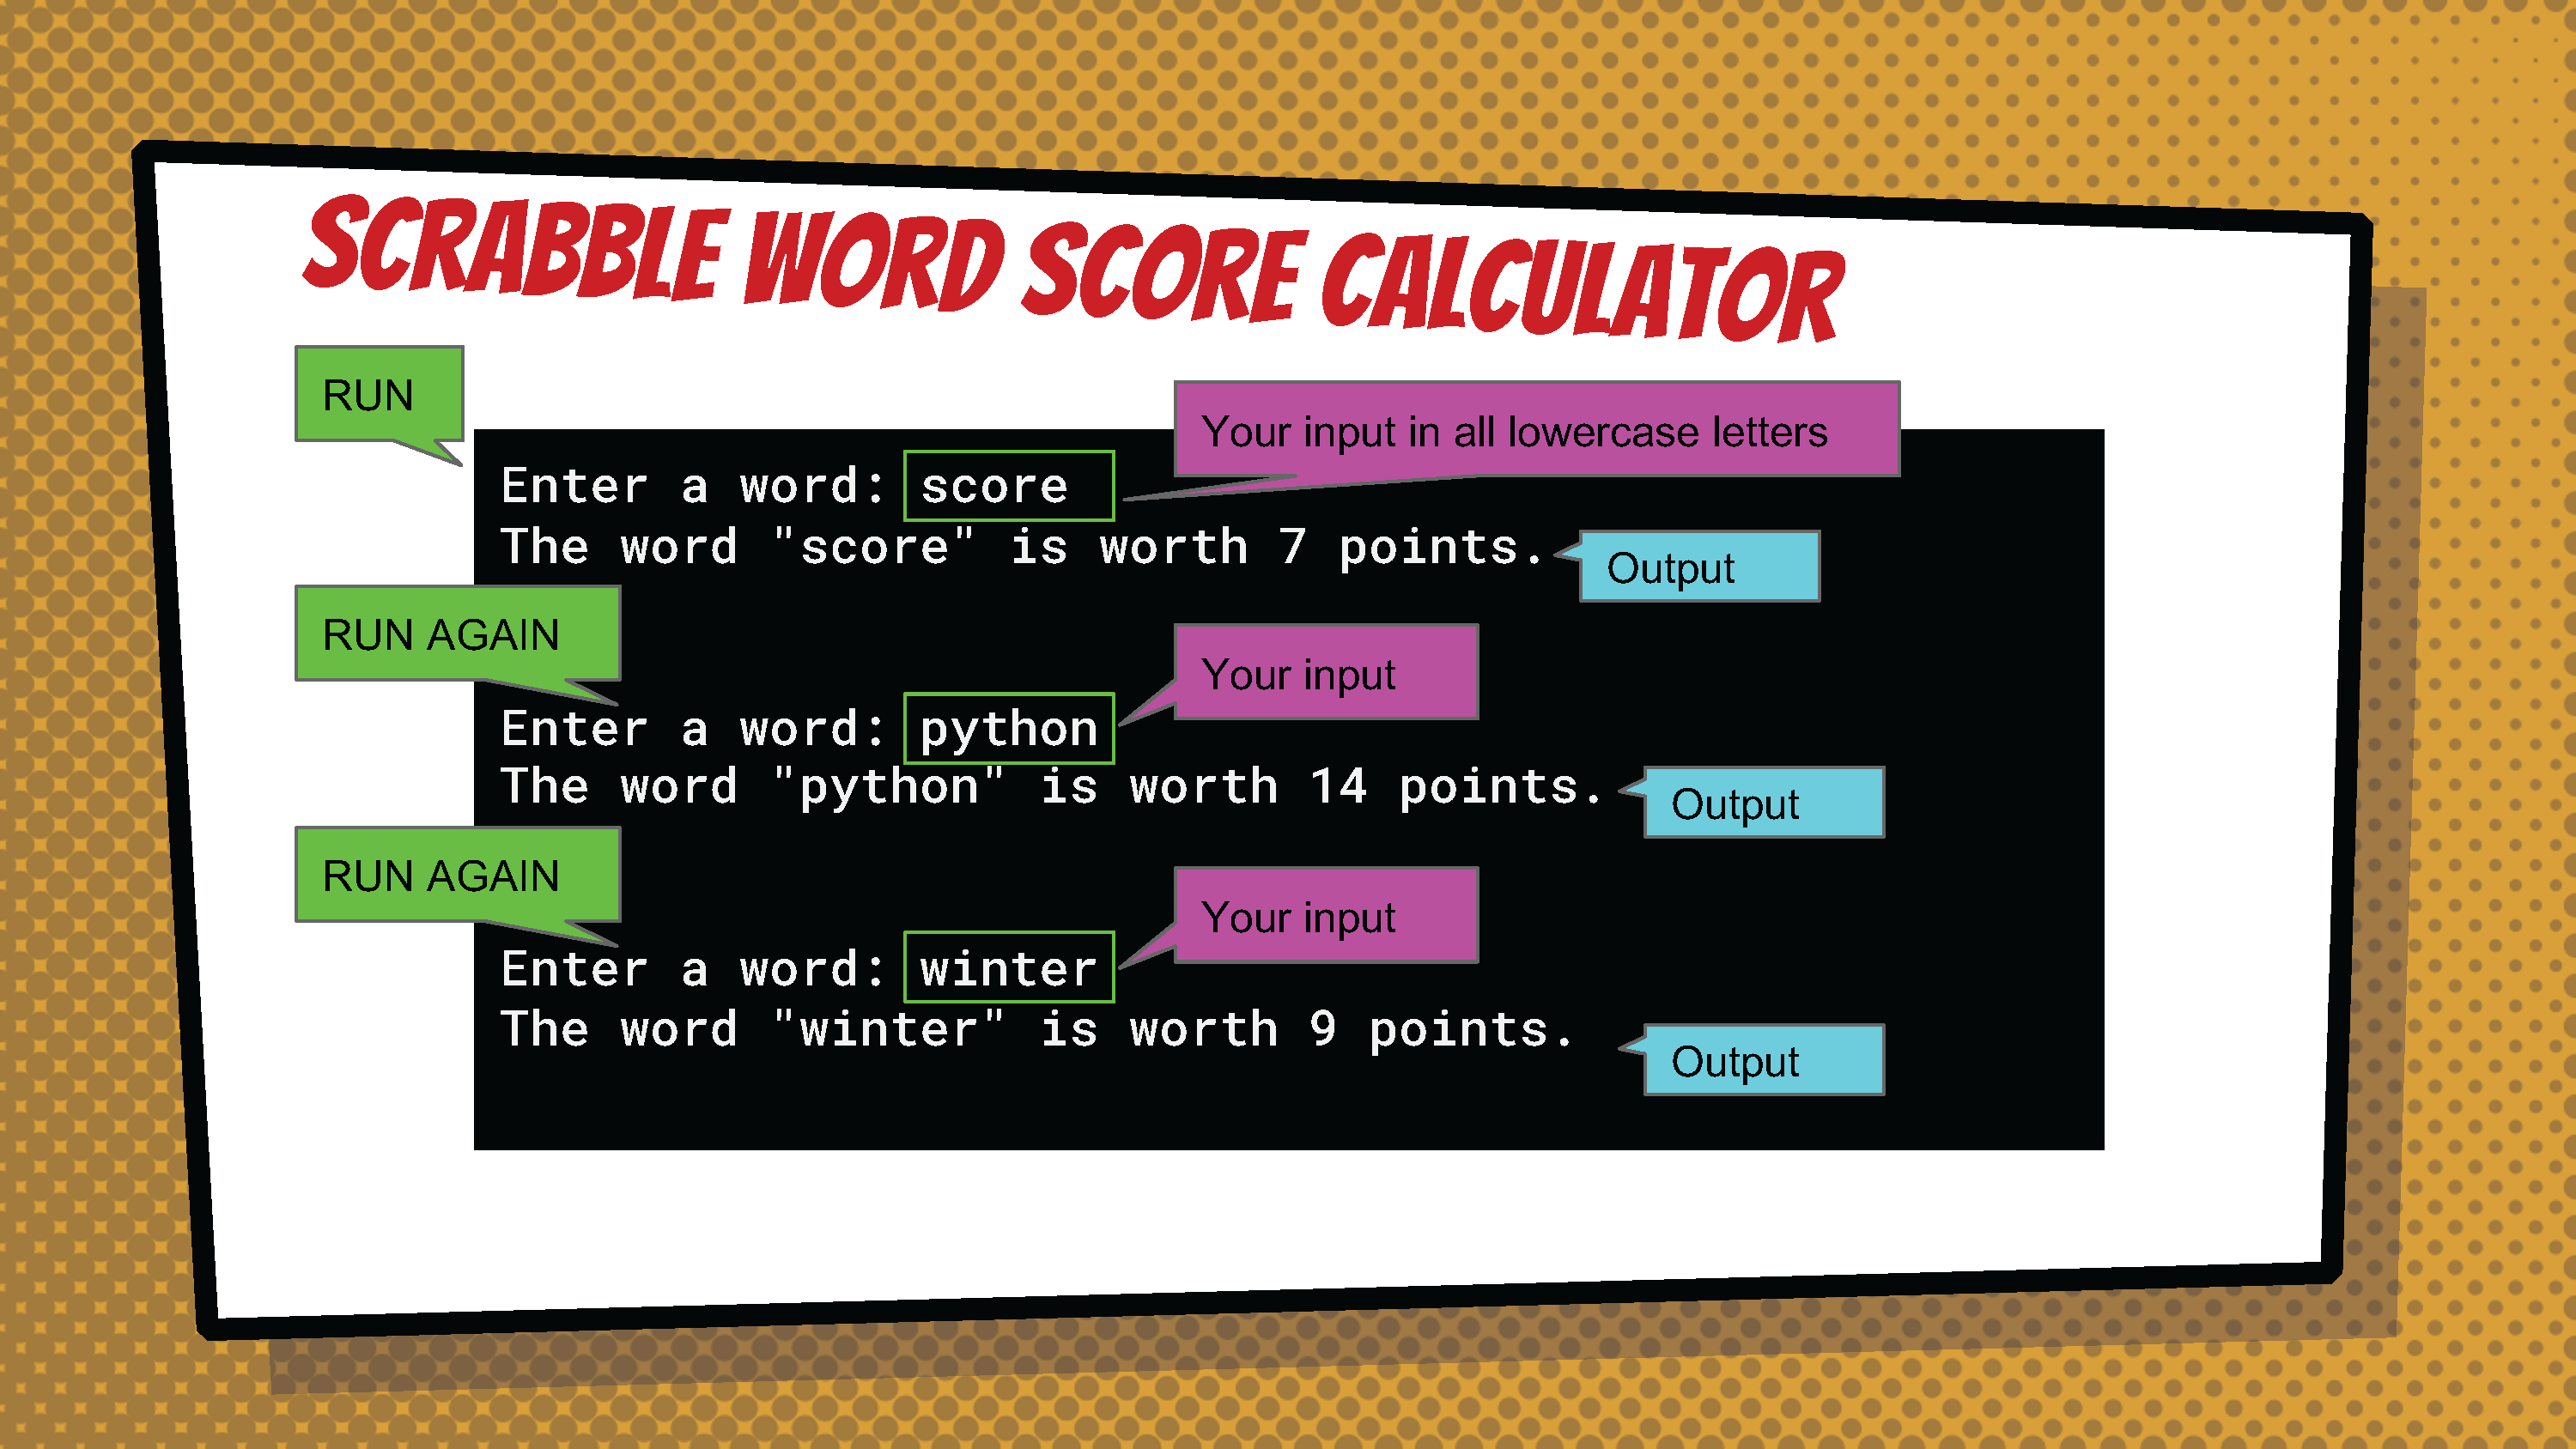 SCRABBLE WORD SCORE CALCULATOR
RUN
Your input in all lowercase letters
Enter a word: score
The word "score" is worth 7 points.
Output
RUN AGAIN
Your input
Enter a word: python
The word "python" is worth 14 points.
Output
RUN AGAIN
Your input
Enter a word: winter
The word "winter" is worth 9 points.
Output